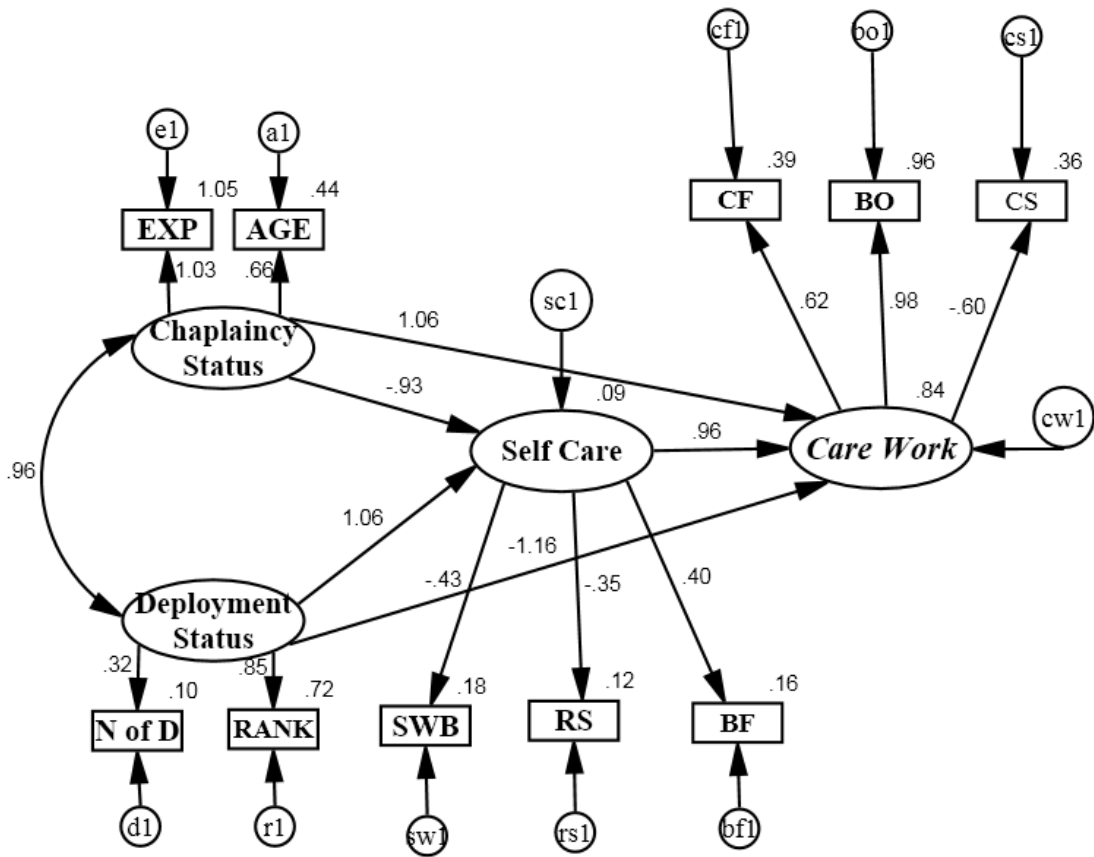 cf1
bo1
cs1
e1
a1
.39
.96
.36
1.05
.44
CF
BO
CS
EXP
AGE
1.03
.66
sc1
.62
.98
-.60
Chaplaincy
Status
1.06
-.93
.09
.84
cw1
Self Care
.96
Care Work
.96
1.06
-1.16
-.43
-.35
.40
Deployment
Status
.32
.85
.10
.72
.18
.12
.16
N of D
RANK
SWB
RS
BF
d1
r1
sw1
rs1
bf1